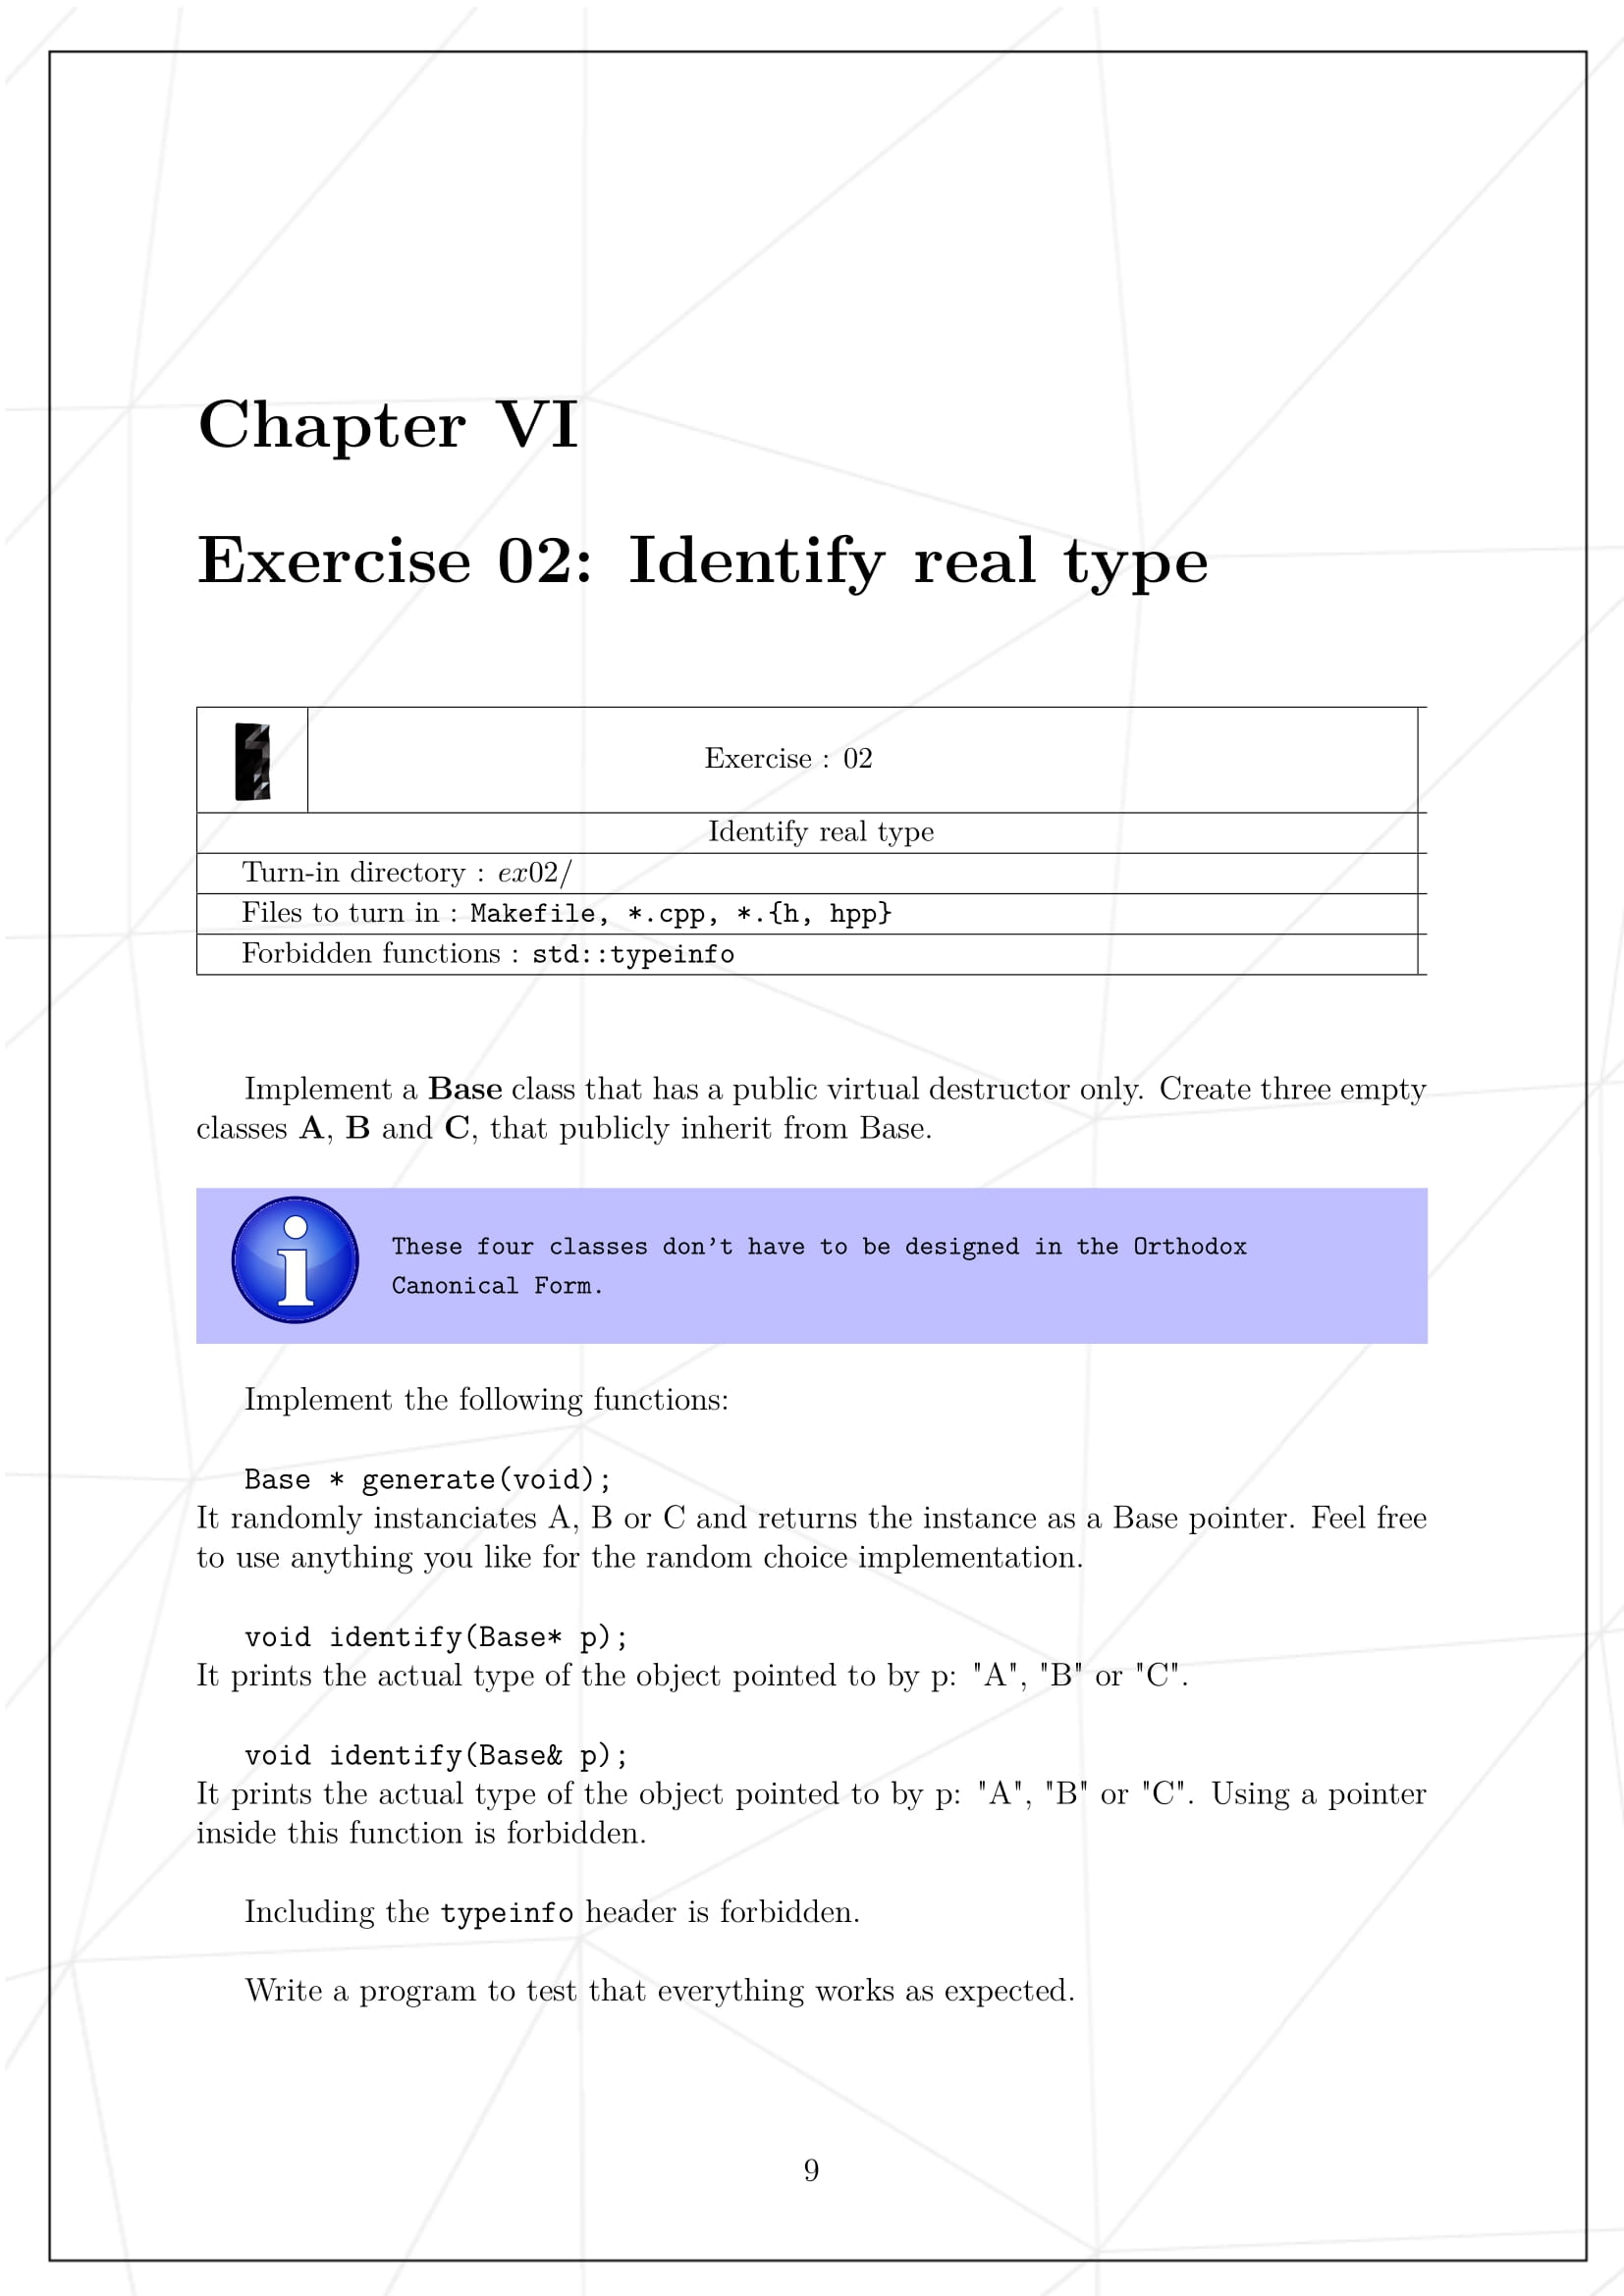 Chapter VI
Exercise 02: Identify real type
Exercise : 02
Identify real type
Turn-in directory : ex02/
Files to turn in : Makefile, *.cpp, *.{h, hpp}
Forbidden functions : std::typeinfo
Implement a Base class that has a public virtual destructor only. Create three empty
classes A, B and C, that publicly inherit from Base.
These four classes don't have to be designed in the Orthodox
Canonical Form.
Implement the following functions:
Base * generate(void);
It randomly instanciates A, B or C and returns the instance as a Base pointer. Feel free
to use anything you like for the random choice implementation.
void identify(Base* p);
It prints the actual type of the object pointed to by p: "A", "B" or "C".
void identify(Base& p);
It prints the actual type of the object pointed to by p: "A", "B" or "C". Using a pointer
inside this function is forbidden.
Including the typeinfo header is forbidden.
Write a program to test that everything works as expected.
9